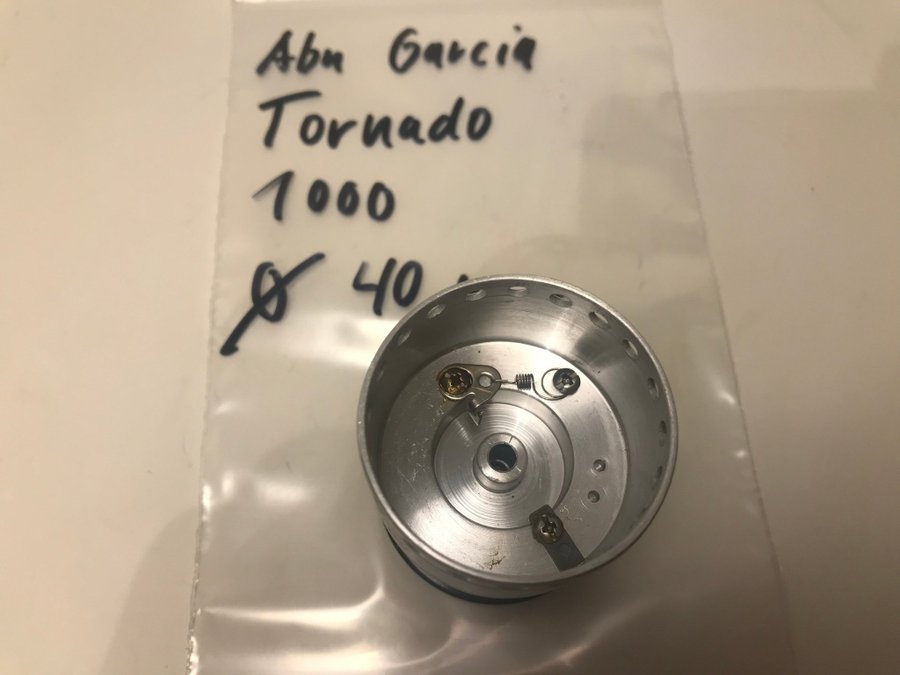 Abu Garcia
Tornado
1000
Ø 40